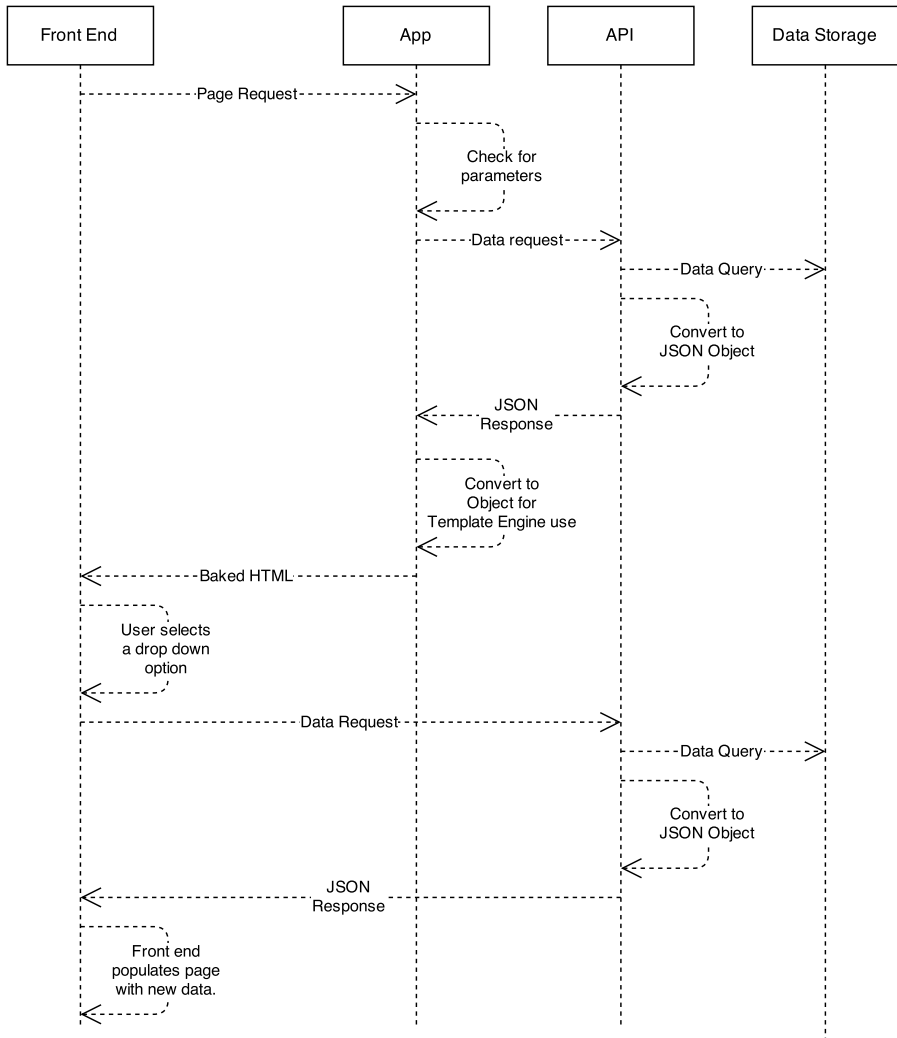 Front End
App
API
Data Storage
Page Request
Check for
parameters
Data request
Data Query
Convert to
JSON Object
JSON
Response
Convert to
Object for
Template Engine use
Baked HTML
User selects
a drop down
option
Data Request
Data Query
Convert to
JSON Object
JSON
Response
Front end
populates page
with new data.